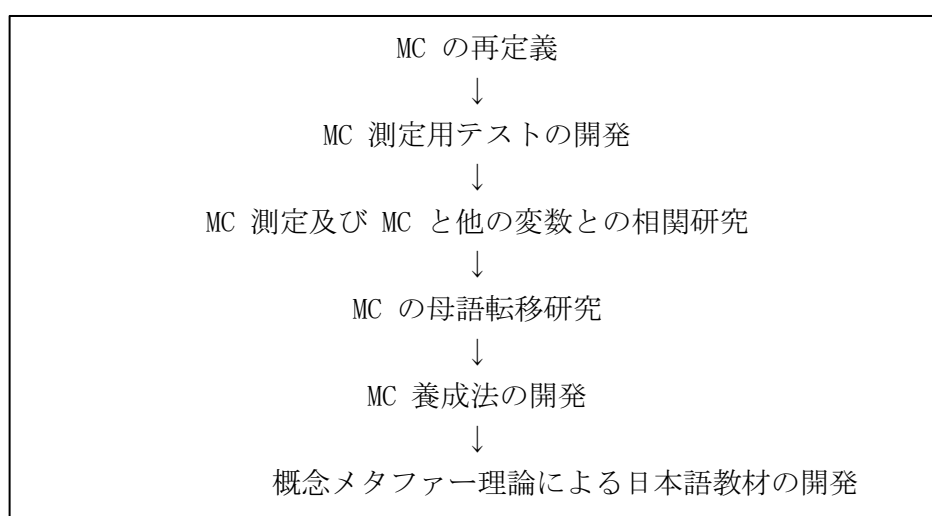 MC の再定義
↓
MC 測定用テストの開発
↓
MC 測定及び MC と他の変数との相関研究
↓
MC の母語転移研究
↓
MC 養成法の開発
↓
概念メタファー理論による日本語教材の開発